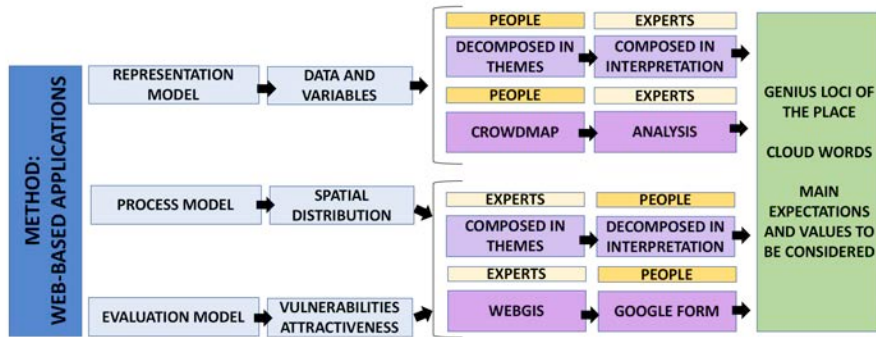 METHOD:
WEB-BASED APPLICATIONS
REPRESENTATION
MODEL
DATA AND
VARIABLES
PEOPLE
EXPERTS
DECOMPOSED IN
THEMES
COMPOSED IN
INTERPRETATION
PEOPLE
EXPERTS
CROWDMAP
ANALYSIS
PROCESS MODEL
SPATIAL
DISTRIBUTION
EXPERTS
PEOPLE
COMPOSED IN
THEMES
DECOMPOSED IN
INTERPRETATION
EVALUATION MODEL
VULNERABILITIES
ATTRACTIVENESS
EXPERTS
PEOPLE
WEBGIS
GOOGLE FORM
GENIUS LOCI OF
THE PLACE
CLOUD WORDS
MAIN
EXPECTATIONS
AND VALUES TO
BE CONSIDERED